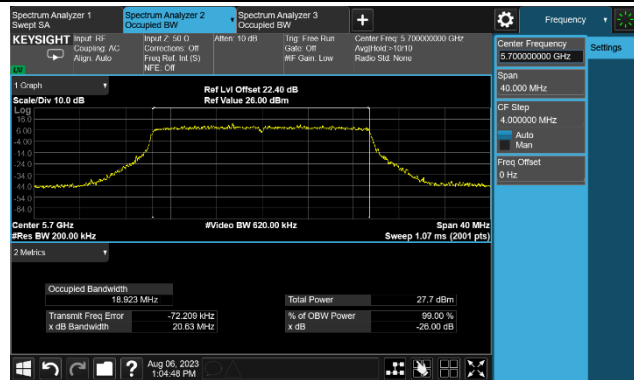 Spectrum Analyzer 1
Swept SA
Spectrum Analyzer 2
Occupied BW
Spectrum Analyzer 3
Occupied BW
Frequency
KEYSIGHT
Input: RF
Coupling: AC
Align: Auto
Input Z: 50 Ω
Corrections: Off
Freq Ref: Int (S)
NFE: Off
Atten: 10 dB
Trig: Free Run
Gate: Off
#IF Gain: Low
Center Freq: 5.700000000 GHz
Avg|Hold:>10/10
Radio Std: None
LV
Center Frequency
5.700000000 GHz
Settings
Span
40.000 MHz
CF Step
4.000000 MHz
Auto
Man
Freq Offset
0 Hz
1 Graph
Scale/Div 10.0 dB
Ref Lvl Offset 22.40 dB
Ref Value 26.00 dBm
Log
16.0
6.00
-4.00
-14.0
-24.0
-34.0
-44.0
-54.0
-64.0
Center 5.7 GHz
#Res BW 200.00 kHz
#Video BW 620.00 kHz
Span 40 MHz
Sweep 1.07 ms (2001 pts)
2 Metrics
Occupied Bandwidth
18.923 MHz
Total Power 27.7 dBm
Transmit Freq Error -72.209 kHz
% of OBW Power 99.00 %
x dB Bandwidth 20.63 MHz
x dB -26.00 dB
?
Aug 06, 2023
1:04:48 PM